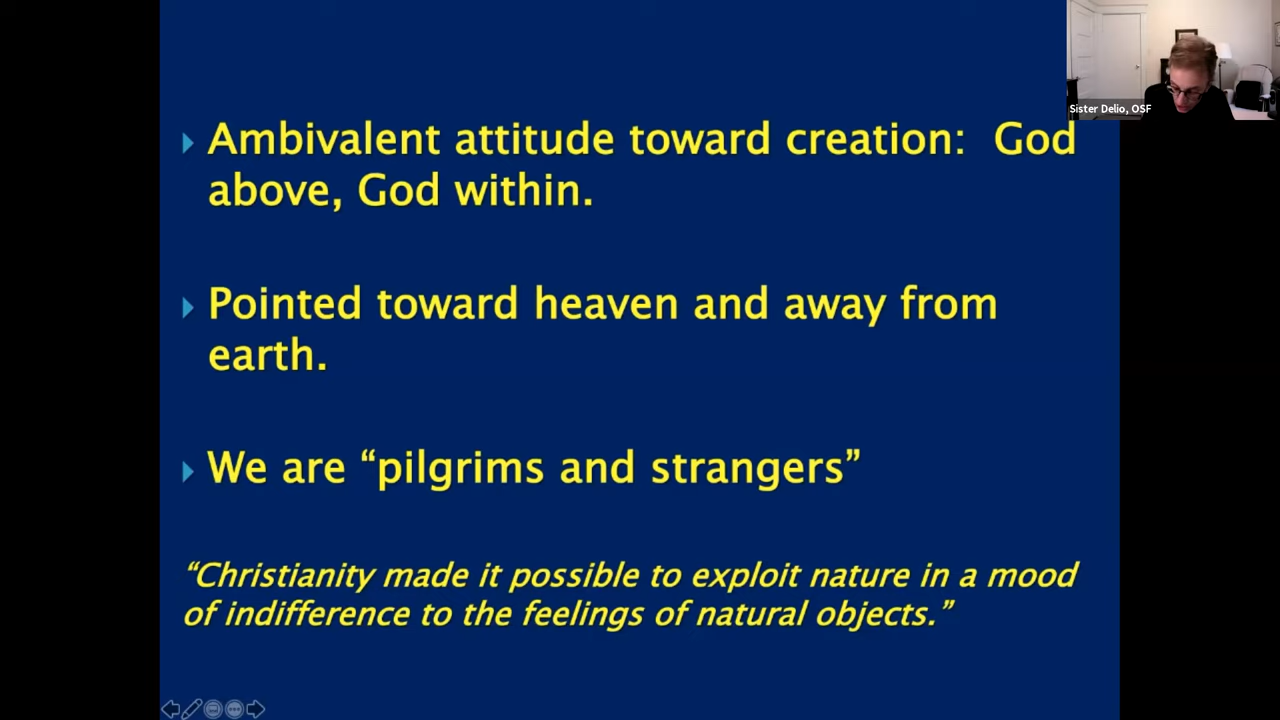 Sister Delio, OSF
Ambivalent attitude toward creation:  God
above, God within.
Pointed toward heaven and away from
earth.
We are “pilgrims and strangers”
“Christianity made it possible to exploit nature in a mood
of indifference to the feelings of natural objects.”